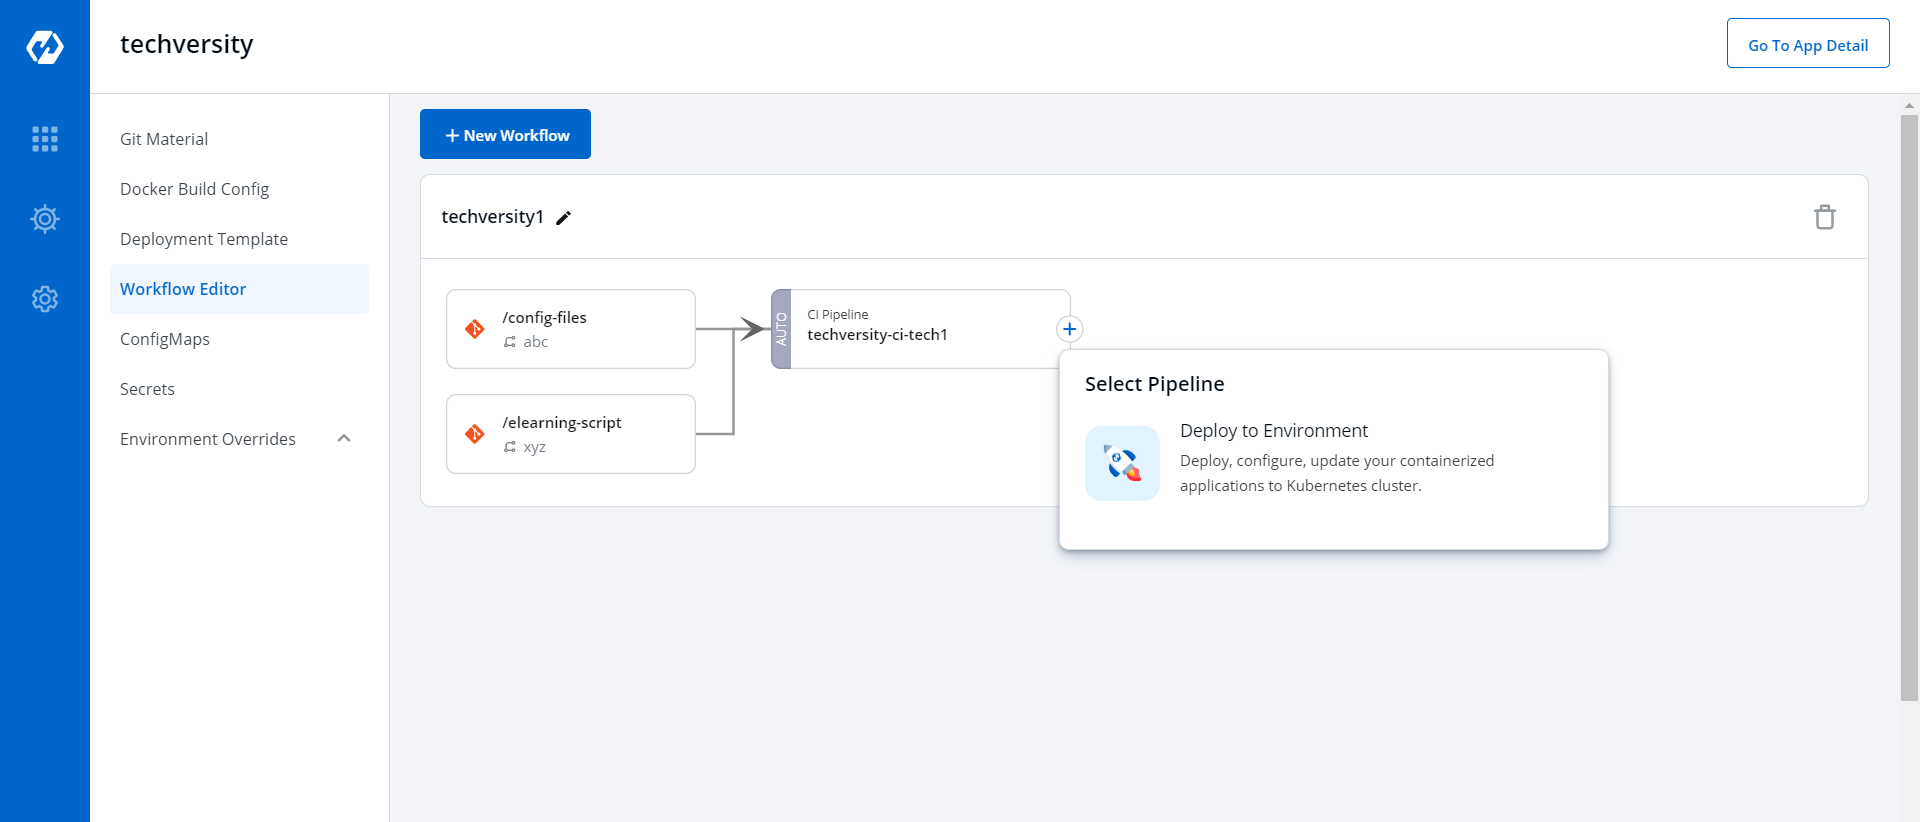 techversity
Go To App Detail
Git Material
Docker Build Config
Deployment Template
Workflow Editor
ConfigMaps
Secrets
Environment Overrides
+ New Workflow
techversity1
/config-files
abc
/elearning-script
xyz
AUTO
CI Pipeline
techversity-ci-tech1
Select Pipeline
Deploy to Environment
Deploy, configure, update your containerized
applications to Kubernetes cluster.